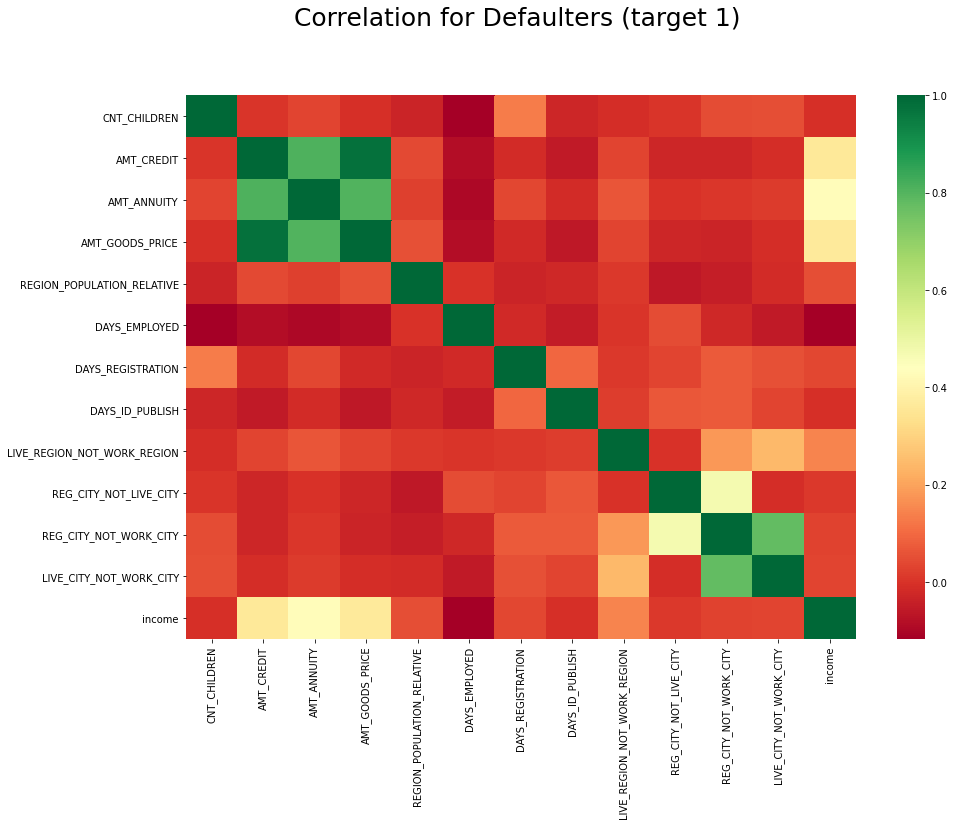 Correlation for Defaulters (target 1)
CNT_CHILDREN
AMT_CREDIT
AMT_ANNUITY
AMT_GOODS_PRICE
REGION_POPULATION_RELATIVE
DAYS_EMPLOYED
DAYS_REGISTRATION
DAYS_ID_PUBLISH
LIVE_REGION_NOT_WORK_REGION
REG_CITY_NOT_LIVE_CITY
REG_CITY_NOT_WORK_CITY
LIVE_CITY_NOT_WORK_CITY
income
CNT_CHILDREN
AMT_CREDIT
AMT_ANNUITY
AMT_GOODS_PRICE
REGION_POPULATION_RELATIVE
DAYS_EMPLOYED
DAYS_REGISTRATION
DAYS_ID_PUBLISH
LIVE_REGION_NOT_WORK_REGION
REG_CITY_NOT_LIVE_CITY
REG_CITY_NOT_WORK_CITY
LIVE_CITY_NOT_WORK_CITY
income
1.0
0.8
0.6
0.4
0.2
0.0